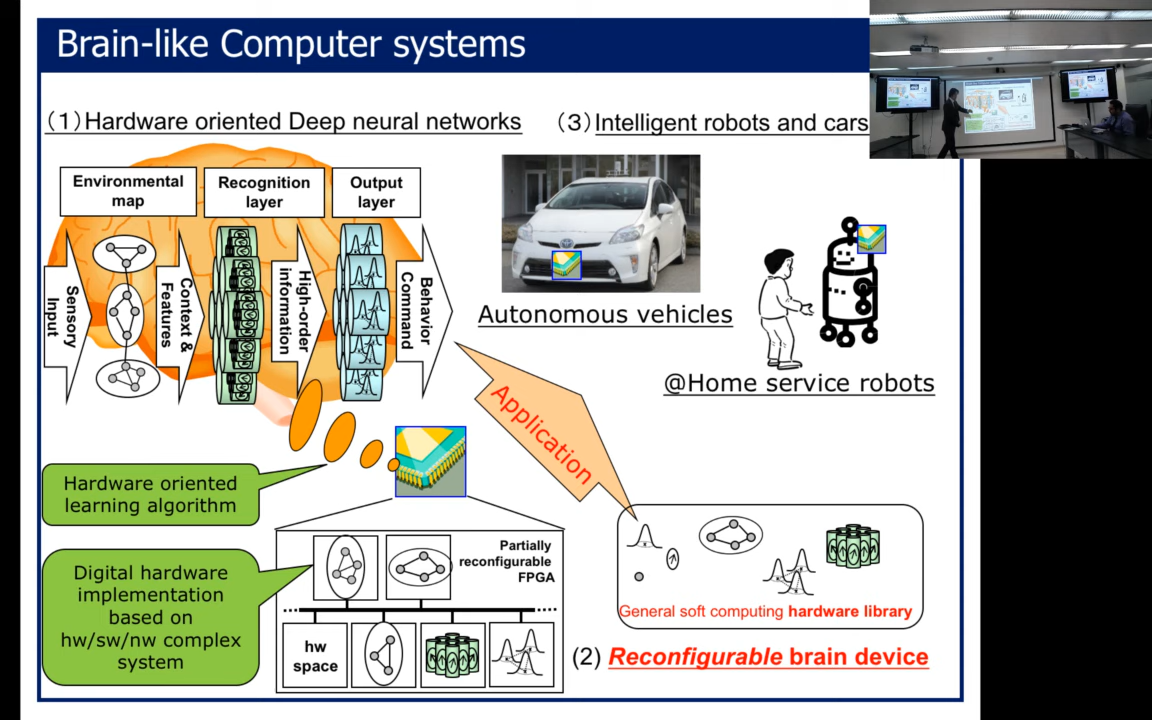 Brain-like Computer systems
(1)Hardware oriented Deep neural networks
(3)Intelligent robots and cars
Environmental
map
Recognition
layer
Output
layer
Sensory
Input
Context &
Features
High-order
information
Behavior
Command
Autonomous vehicles
@Home service robots
Application
Hardware oriented
learning algorithm
Digital hardware
implementation
based on
hw/sw/nw complex
system
Partially
reconfigurable
FPGA
hw
space
General soft computing hardware library
(2) Reconfigurable brain device